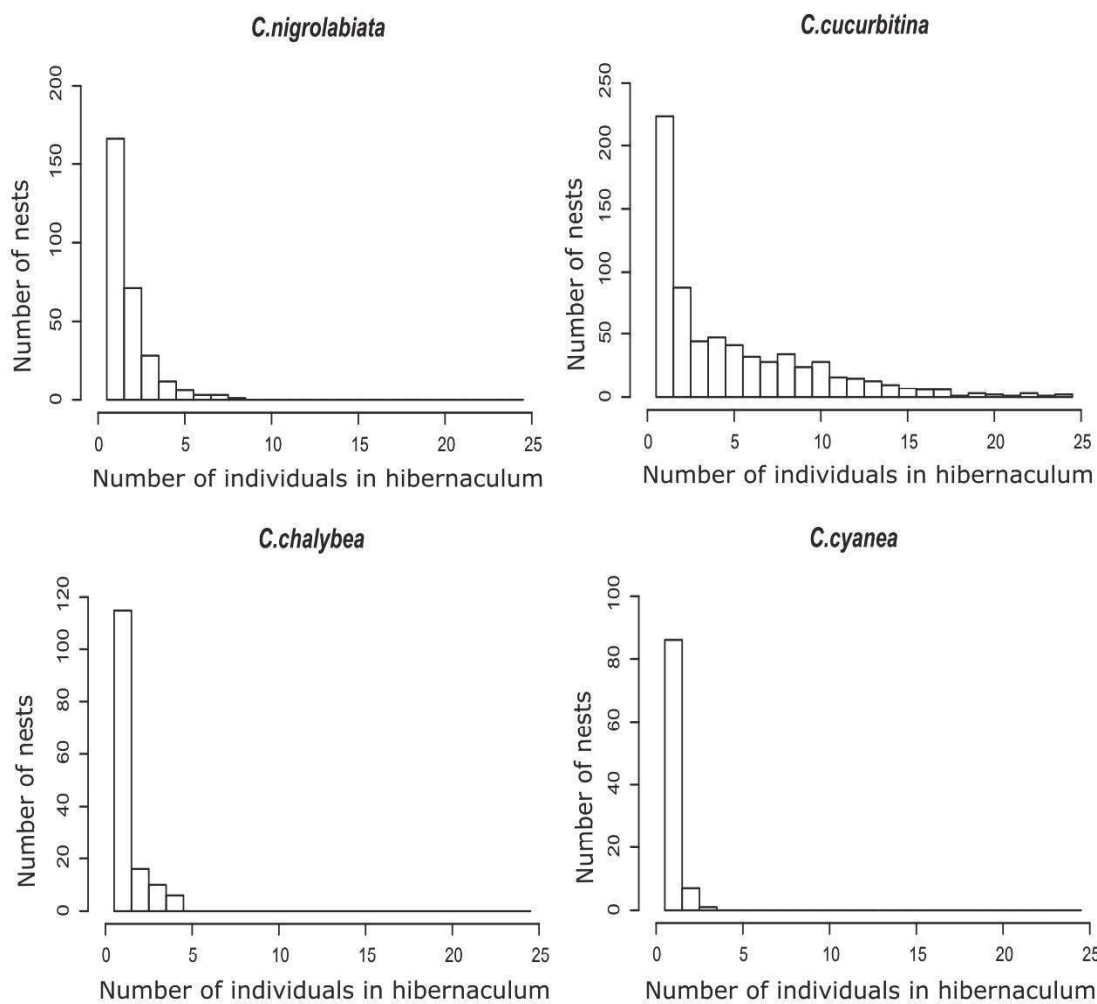 C.nigrolabiata
Number of nests
200
150
100
50
0
0 5 10 15 20 25
Number of individuals in hibernaculum
C.cucurbitina
Number of nests
250
200
150
100
50
0
0 5 10 15 20 25
Number of individuals in hibernaculum
C.chalybea
Number of nests
120
100
80
60
40
20
0
0 5 10 15 20 25
Number of individuals in hibernaculum
C.cyanea
Number of nests
100
80
60
40
20
0
0 5 10 15 20 25
Number of individuals in hibernaculum